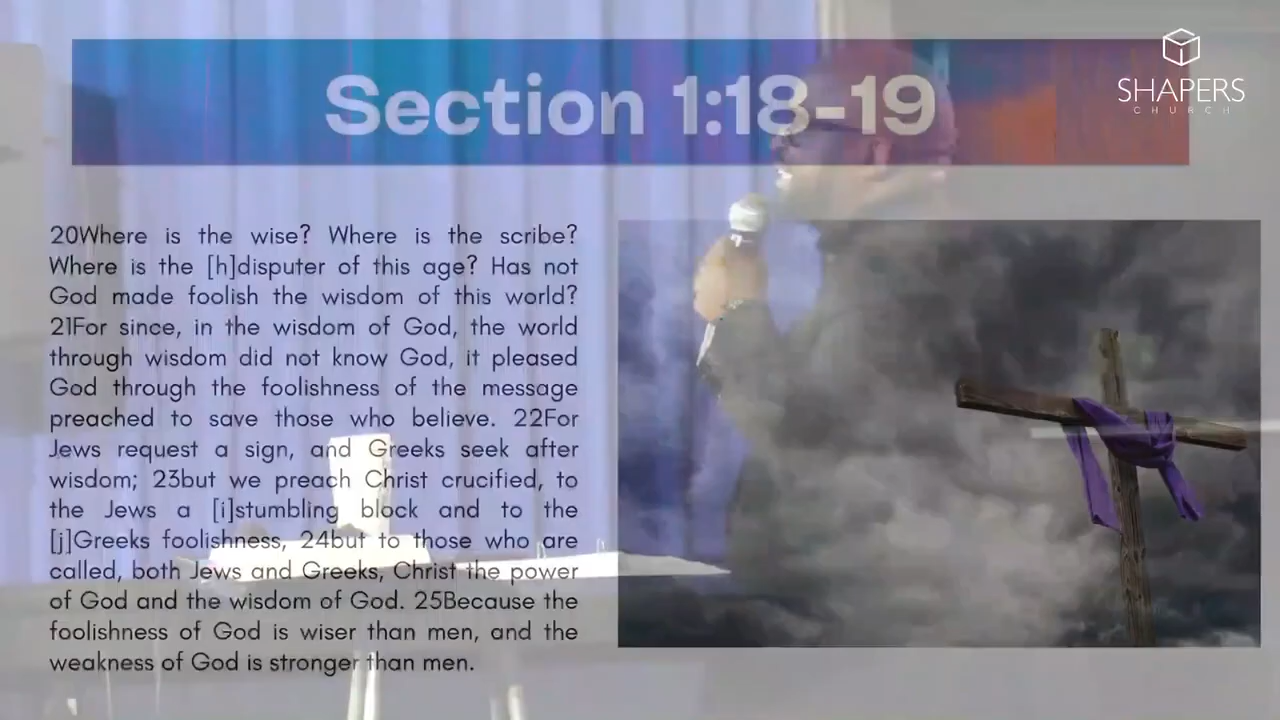 Section 1:18-19
SHAPERS
CHURCH
20Where is the wise? Where is the scribe?
Where is the [h]disputer of this age? Has not
God made foolish the wisdom of this world?
21For since, in the wisdom of God, the world
through wisdom did not know God, it pleased
God through the foolishness of the message
preached to save those who believe. 22For
Jews request a sign, and Greeks seek after
wisdom; 23but we preach Christ crucified, to
the Jews a [i]stumbling block and to the
[j]Greeks foolishness, 24but to those who are
called, both Jews and Greeks, Christ the power
of God and the wisdom of God. 25Because the
foolishness of God is wiser than men, and the
weakness of God is stronger than men.